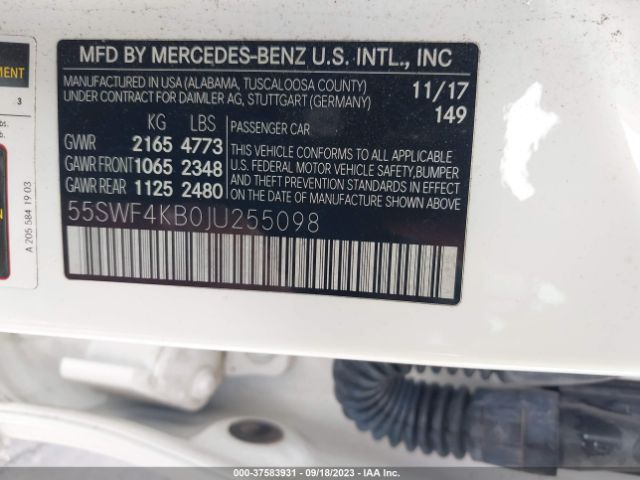 MENT
3
bs.
b.
A 205 584 19 03
MFD BY MERCEDES-BENZ U.S. INTL., INC
MANUFACTURED IN USA (ALABAMA, TUSCALOOSA COUNTY) 11/17
UNDER CONTRACT FOR DAIMLER AG, STUTTGART (GERMANY) 149
KG LBS PASSENGER CAR
GVWR 2165 4773 THIS VEHICLE CONFORMS TO ALL APPLICABLE
GAWR FRONT 1065 2348 U.S. FEDERAL MOTOR VEHICLE SAFETY,BUMPER
GAWR REAR 1125 2480 AND THEFT PREVENTION STANDARDS IN EFFECT
ON THE DATE OF MANUFACTURE SHOWN ABOVE.
55SWF4KB0JU255098
000-37583931 - 09/18/2023 - IAA Inc.